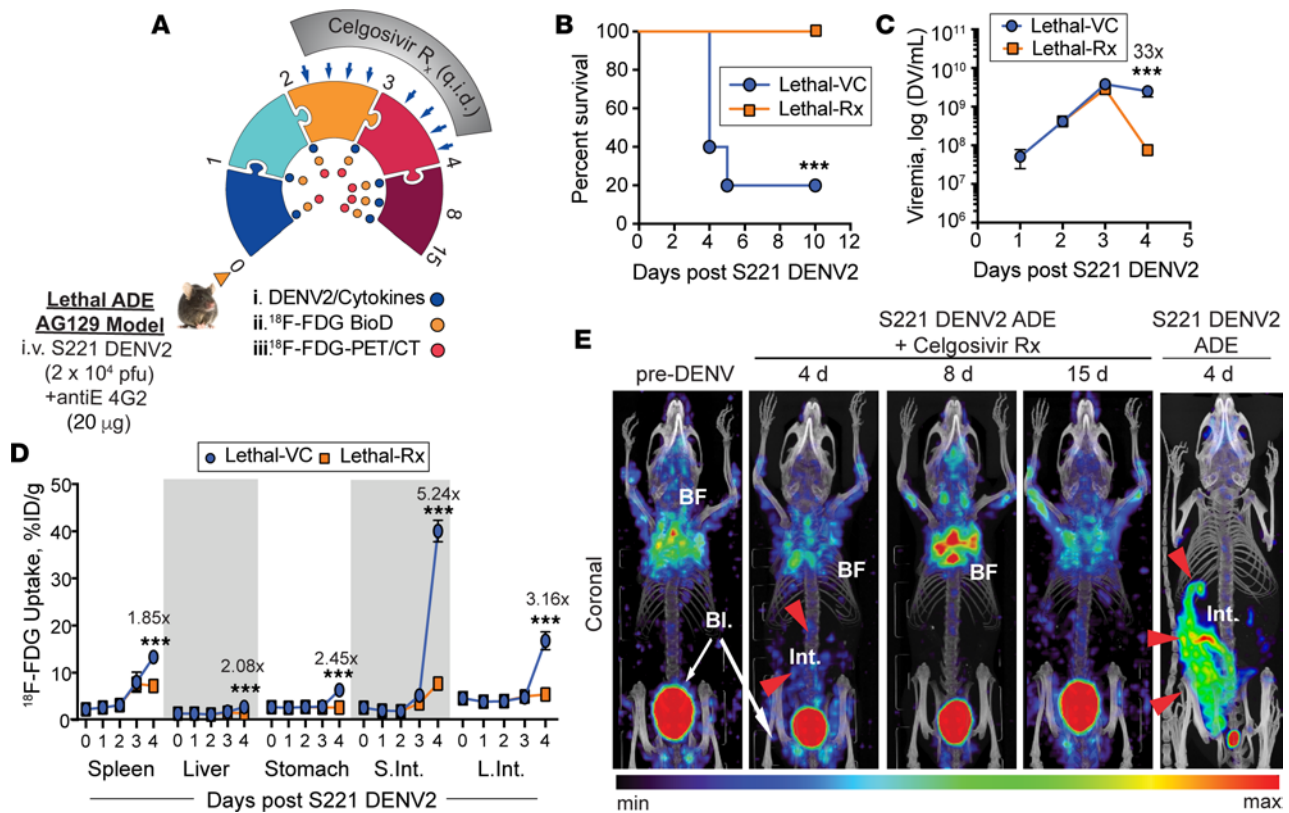 A
Celgosivir Rx (q.i.d.)
0
1
2
3
4
8
15
Lethal ADE
AG129 Model
i.v. S221 DENV2
(2 x 10⁴ pfu)
+antiE 4G2
(20 µg)
i. DENV2/Cytokines
ii.¹⁸F-FDG BioD
iii.¹⁸F-FDG-PET/CT
B
Percent survival
100
80
60
40
20
0
Lethal-VC
Lethal-Rx
***
0 2 4 6 8 10 12
Days post S221 DENV2
C
Viremia, log (DV/mL)
10¹¹
10¹⁰
10⁹
10⁸
10⁷
10⁶
Lethal-VC
Lethal-Rx
33x
***
0 1 2 3 4 5
Days post S221 DENV2
D
Lethal-VC Lethal-Rx
¹⁸F-FDG Uptake, %ID/g
50
40
30
20
10
0
1.85x
***
2.08x
***
2.45x
***
5.24x
***
3.16x
***
0 1 2 3 4 0 1 2 3 4 0 1 2 3 4 0 1 2 3 4 0 1 2 3 4
Spleen Liver Stomach S.Int. L.Int.
Days post S221 DENV2
E
S221 DENV2 ADE
+ Celgosivir Rx
S221 DENV2
ADE
pre-DENV 4 d 8 d 15 d 4 d
Coronal
BF
BF
BF
Bl.
Int.
Int.
min max